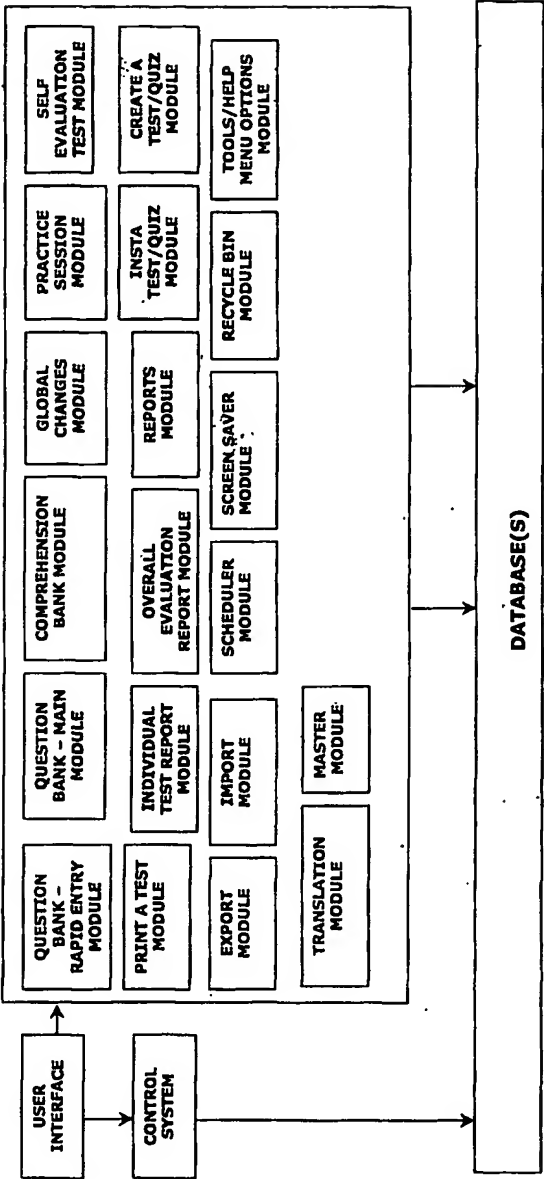 USER
INTERFACE
CONTROL
SYSTEM
QUESTION
BANK –
RAPID ENTRY
MODULE
QUESTION
BANK – MAIN
MODULE
COMPREHENSION
BANK MODULE
GLOBAL
CHANGES
MODULE
PRACTICE
SESSION
MODULE
SELF
EVALUATION
TEST MODULE
PRINT A TEST
MODULE
INDIVIDUAL
TEST REPORT
MODULE
OVERALL
EVALUATION
REPORT MODULE
REPORTS
MODULE
INSTA
TEST/QUIZ
MODULE
CREATE A
TEST/QUIZ
MODULE
EXPORT
MODULE
IMPORT
MODULE
SCHEDULER
MODULE
SCREEN SAVER
MODULE
RECYCLE BIN
MODULE
TOOLS/HELP
MENU OPTIONS
MODULE
TRANSLATION
MODULE
MASTER
MODULE
DATABASE(S)